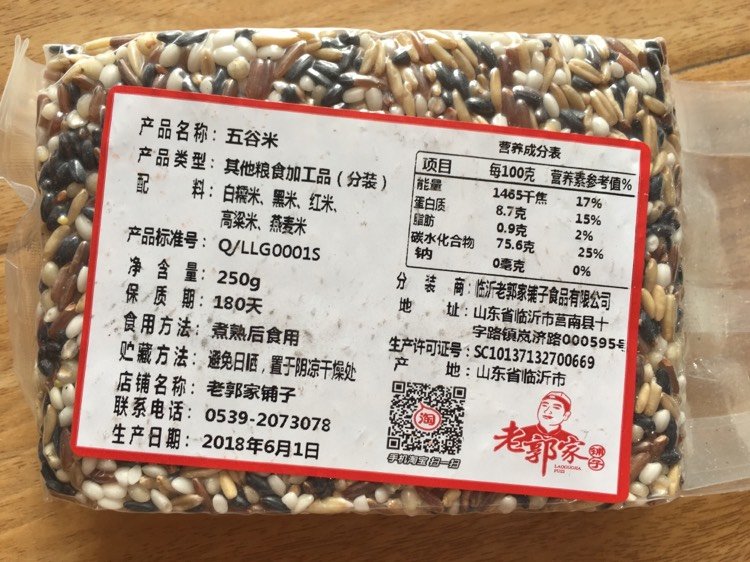 产品名称：五谷米
产品类型：其他粮食加工品（分装）
配　　料：白糯米、黑米、红米、
高粱米、燕麦米
产品标准号：Q/LLG0001S
净 含 量：250g
保 质 期：180天
食用方法：煮熟后食用
贮藏方法：避免日晒，置于阴凉干燥处
店铺名称：老郭家铺子
联系电话：0539-2073078
生产日期：2018年6月1日
营养成分表
项目 每100克 营养素参考值%
能量 1465千焦 17%
蛋白质 8.7克 15%
脂肪 0.9克 2%
碳水化合物 75.6克 25%
钠 0毫克 0%
分 装 商：临沂老郭家铺子食品有限公司
地　　址：山东省临沂市莒南县十
字路镇岚济路000595号
生产许可证号：SC10137132700669
产　　地：山东省临沂市
淘
手机淘宝 扫一扫
老郭家
铺子
LAOGUOJIA
PUZI